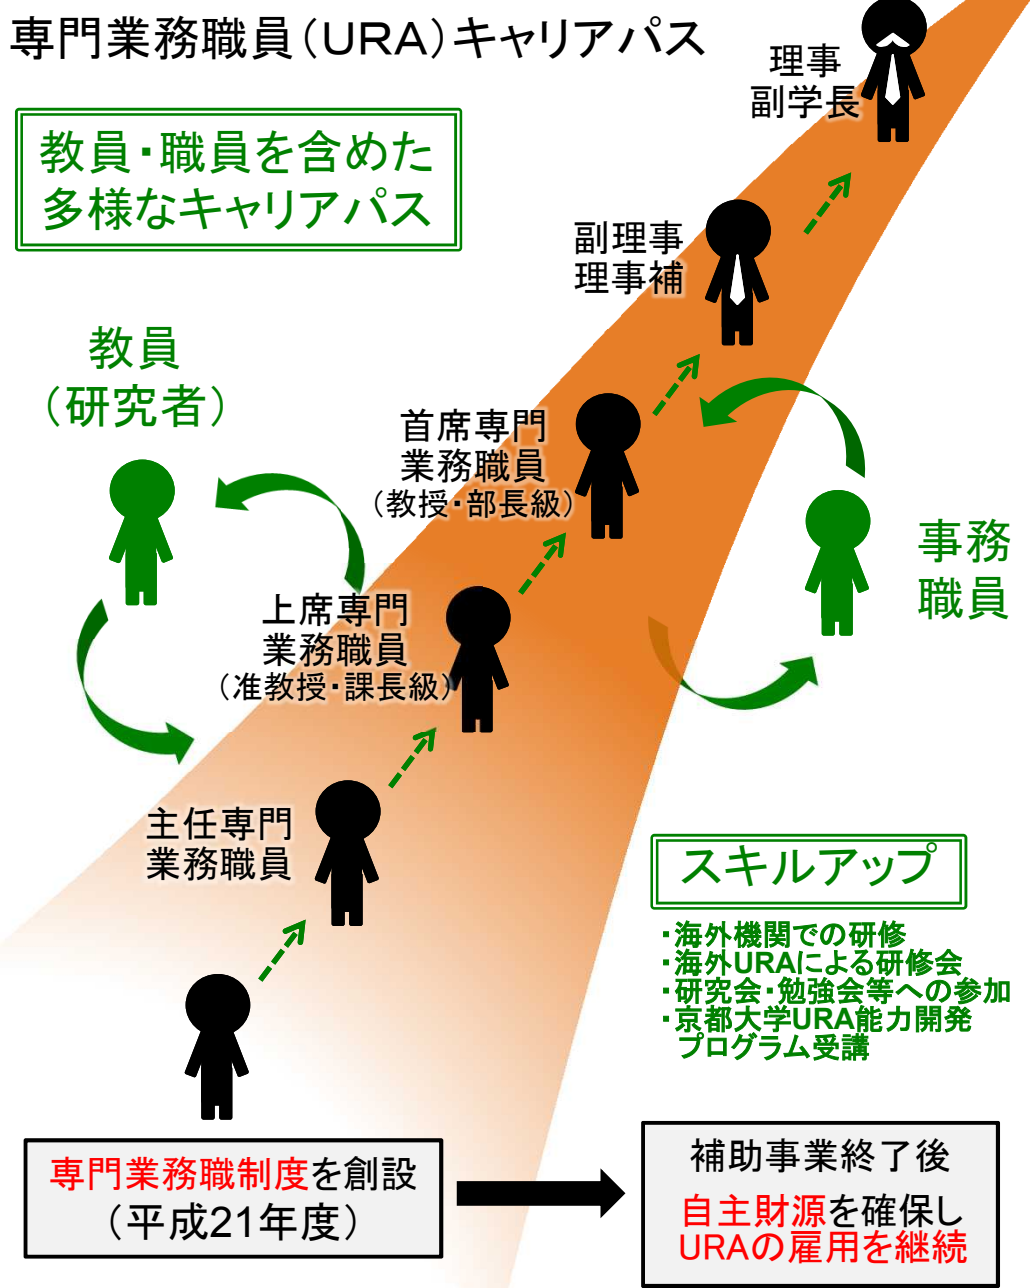 専門業務職員（URA）キャリアパス
教員・職員を含めた
多様なキャリアパス
理事
副学長
副理事
理事補
教員
（研究者）
首席専門
業務職員
（教授・部長級）
事務
職員
上席専門
業務職員
（准教授・課長級）
主任専門
業務職員
スキルアップ
・海外機関での研修
・海外URAによる研修会
・研究会・勉強会等への参加
・京都大学URA能力開発
プログラム受講
専門業務職制度を創設
（平成21年度）
補助事業終了後
自主財源を確保し
URAの雇用を継続